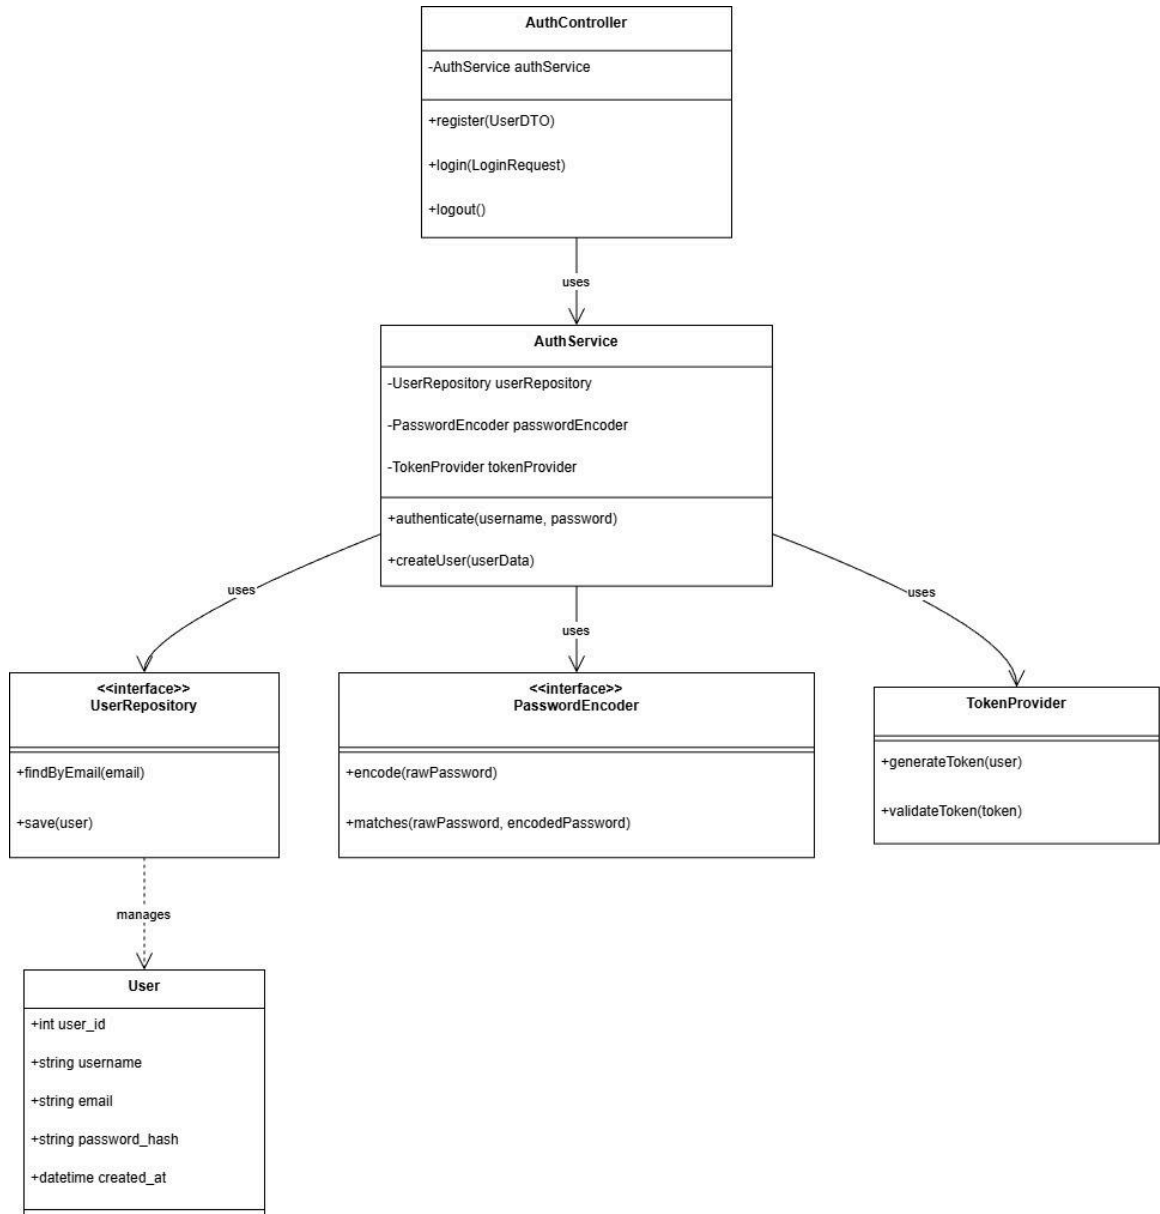 AuthController
-AuthService authService
+register(UserDTO)
+login(LoginRequest)
+logout()
uses
AuthService
-UserRepository userRepository
-PasswordEncoder passwordEncoder
-TokenProvider tokenProvider
+authenticate(username, password)
+createUser(userData)
uses
uses
uses
<<interface>>
UserRepository
+findByEmail(email)
+save(user)
<<interface>>
PasswordEncoder
+encode(rawPassword)
+matches(rawPassword, encodedPassword)
TokenProvider
+generateToken(user)
+validateToken(token)
manages
User
+int user_id
+string username
+string email
+string password_hash
+datetime created_at